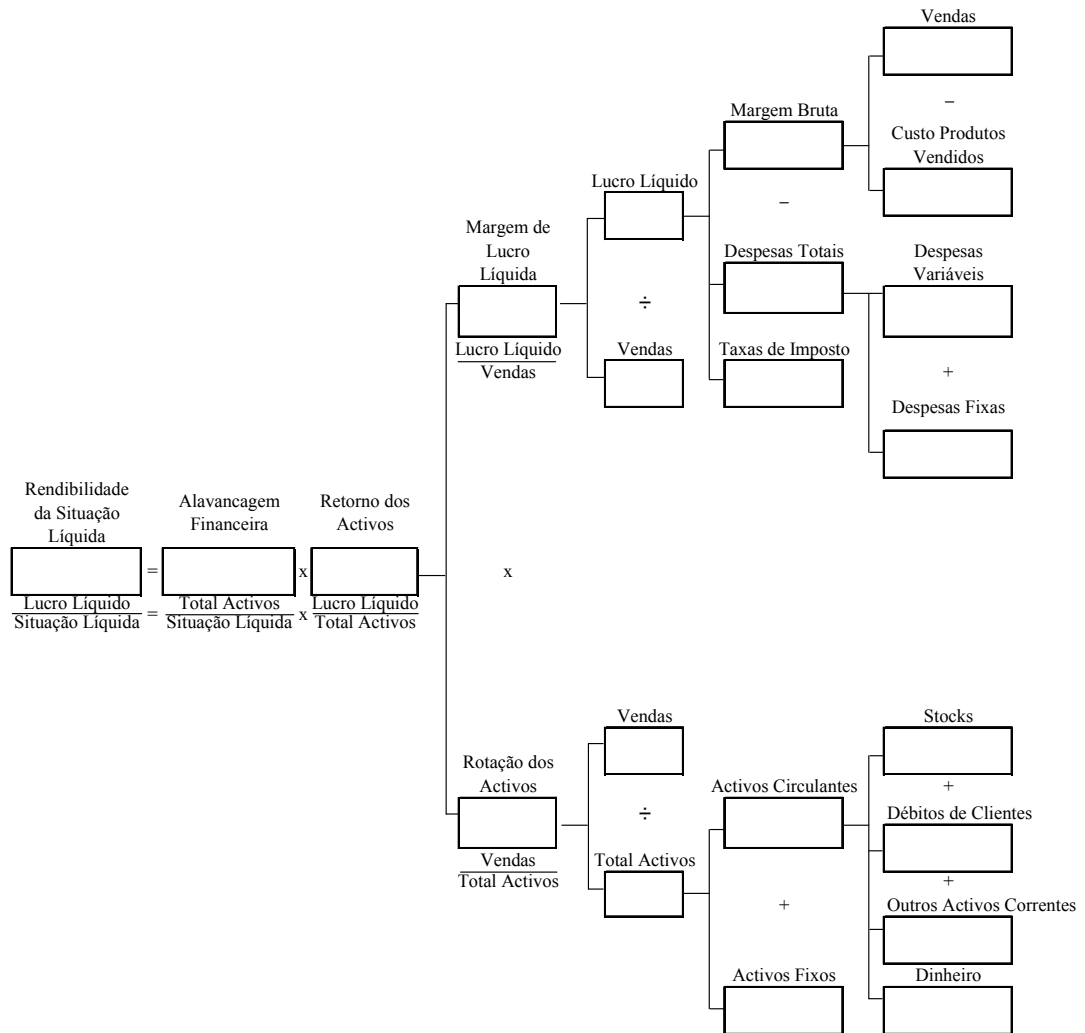 Vendas
−
Margem Bruta
Custo Produtos
Vendidos
Lucro Líquido
−
Margem de
Lucro
Líquida
Despesas Totais
Despesas
Variáveis
÷
Lucro Líquido
Vendas
Vendas
Taxas de Imposto
+
Despesas Fixas
Rendibilidade
da Situação
Líquida
Alavancagem
Financeira
Retorno dos
Activos
= x x
Lucro Líquido = Total Activos x Lucro Líquido
Situação Líquida Situação Líquida Total Activos
Vendas
Stocks
Rotação dos
Activos
Activos Circulantes
+
÷
Débitos de Clientes
Vendas
Total Activos
Total Activos
+
+
Outros Activos Correntes
Activos Fixos
Dinheiro